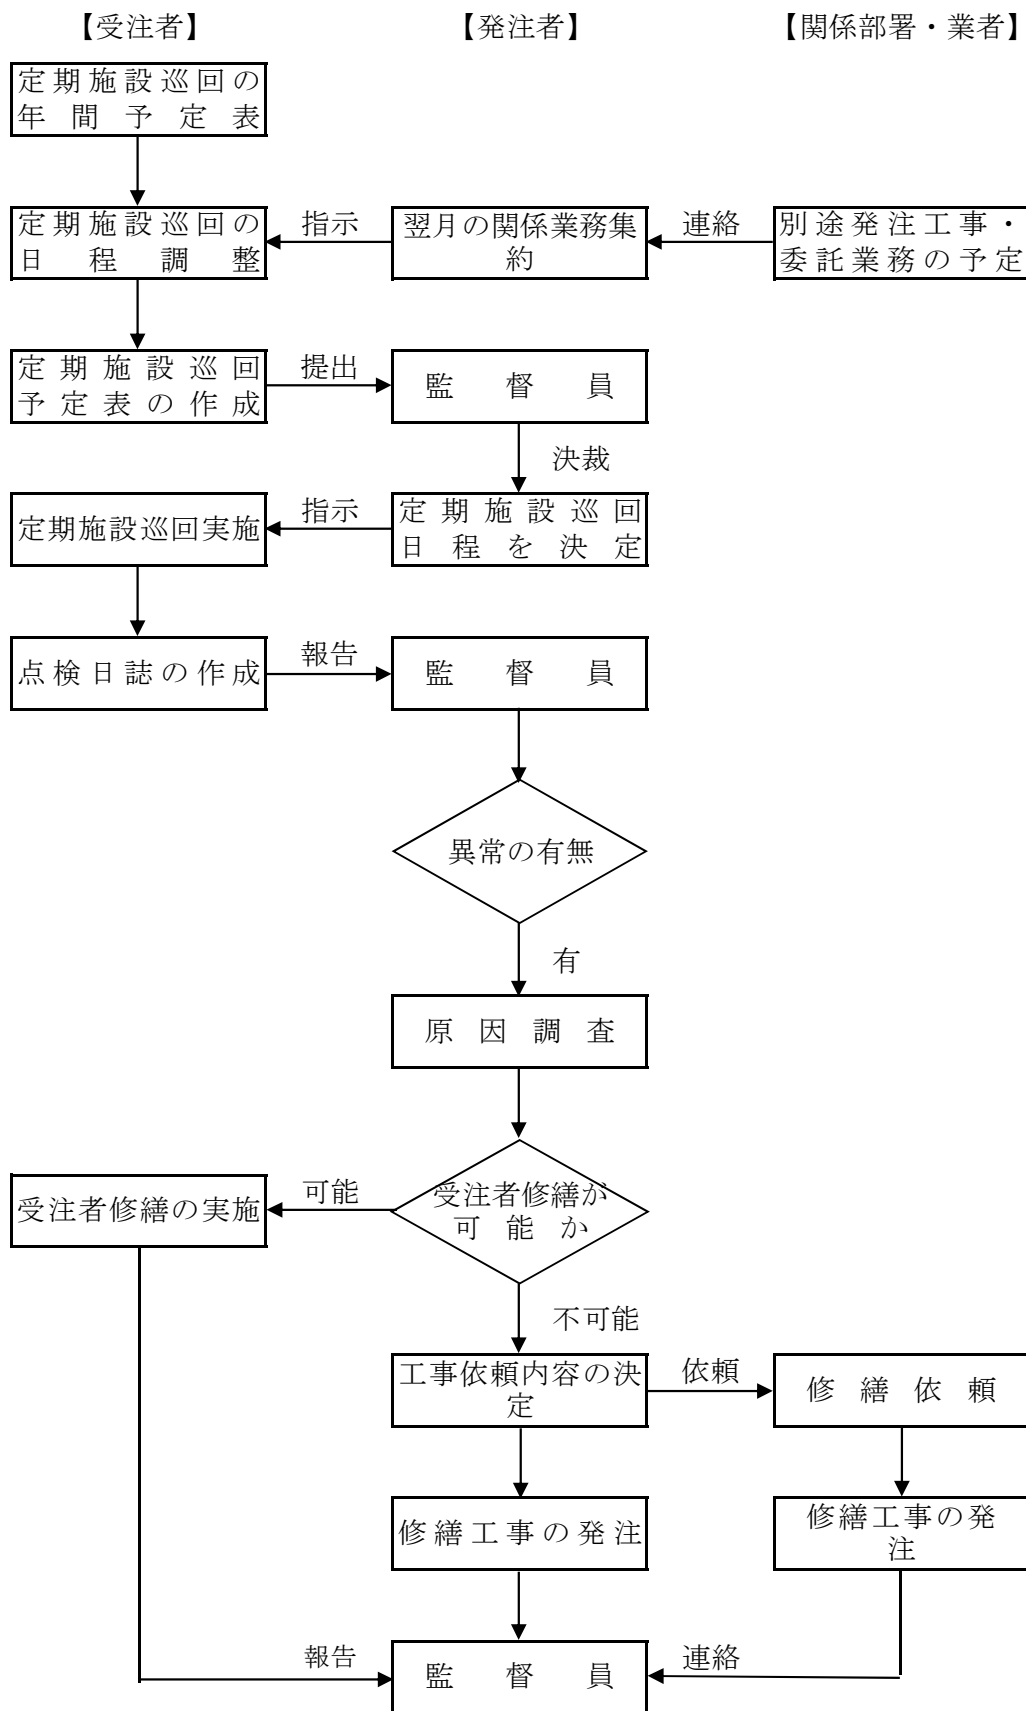 【受注者】
【発注者】
【関係部署・業者】
定期施設巡回の
年間予定表
定期施設巡回の
日程調整
指示
翌月の関係業務集
約
連絡
別途発注工事・
委託業務の予定
定期施設巡回
予定表の作成
提出
監督員
決裁
定期施設巡回実施
指示
定期施設巡回
日程を決定
点検日誌の作成
報告
監督員
異常の有無
有
原因調査
受注者修繕の実施
可能
受注者修繕が
可能か
不可能
工事依頼内容の決
定
依頼
修繕依頼
修繕工事の発注
修繕工事の発
注
報告
監督員
連絡